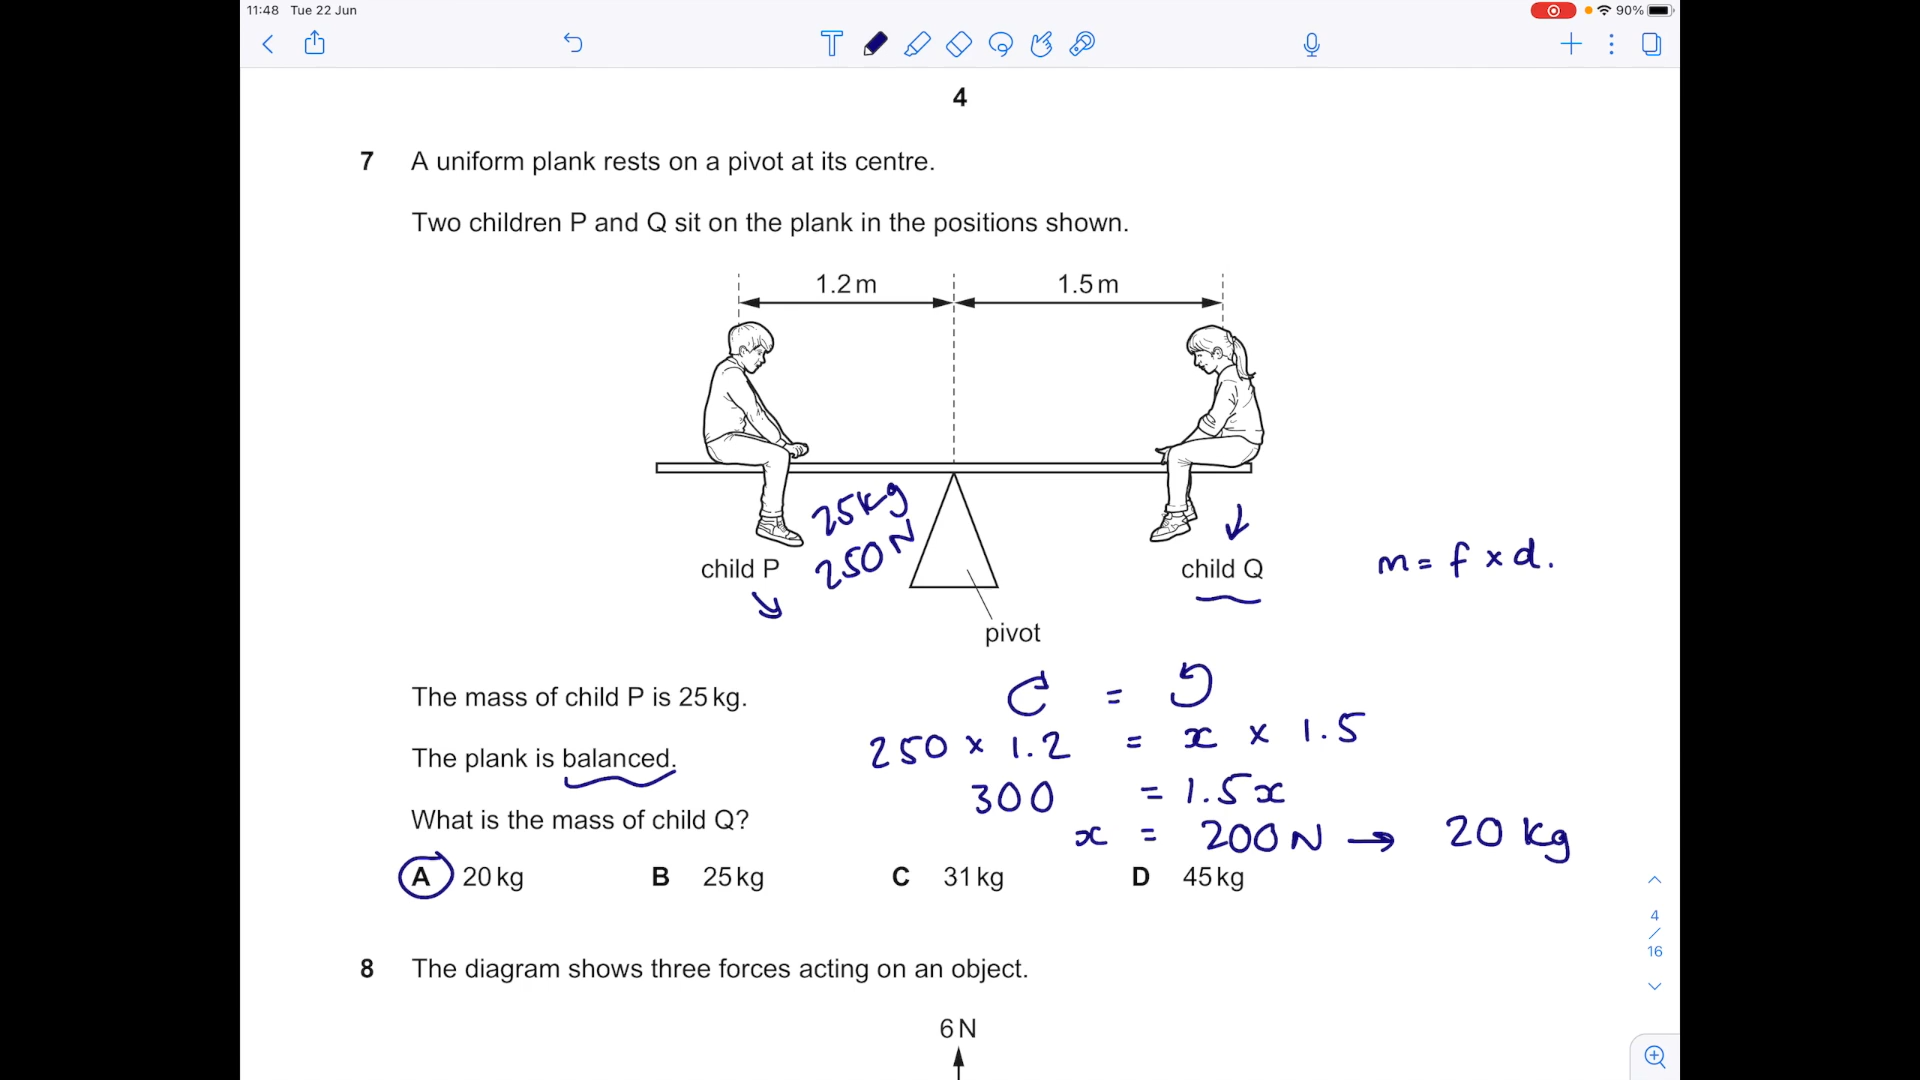 11:48 Tue 22 Jun
90%
4
7 A uniform plank rests on a pivot at its centre.
Two children P and Q sit on the plank in the positions shown.
1.2 m 1.5 m
25kg
250N
child P child Q
m = f × d.
pivot
The mass of child P is 25 kg.
=
250 × 1.2 = x × 1.5
The plank is balanced.
300 = 1.5x
What is the mass of child Q?
x = 200N → 20 kg
A 20 kg B 25 kg C 31 kg D 45 kg
4
/
16
8 The diagram shows three forces acting on an object.
6 N